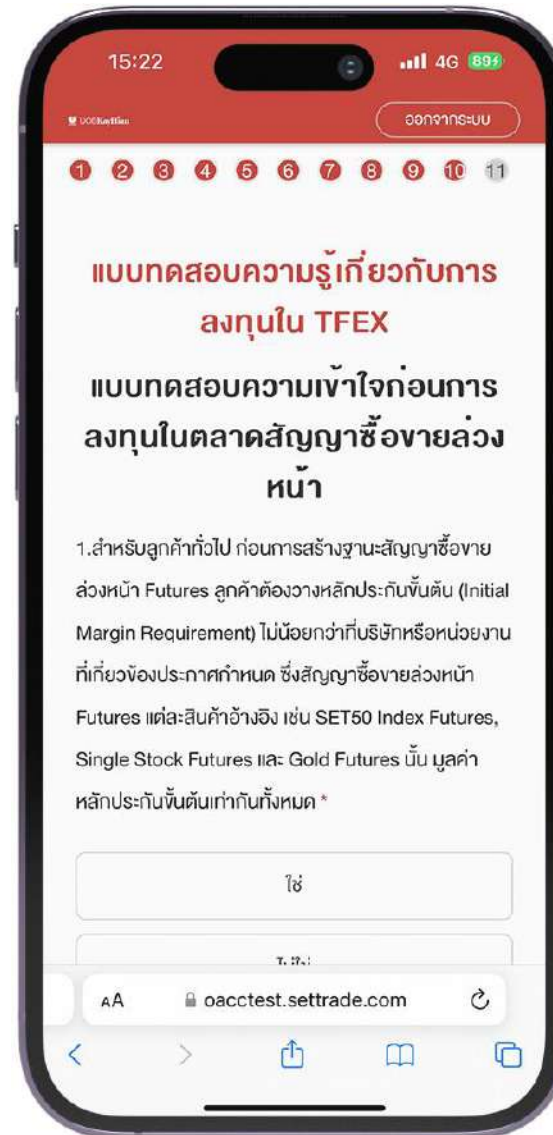 15:22
4G 89
UOBKayHian
ออกจากระบบ
1 2 3 4 5 6 7 8 9 10 11
แบบทดสอบความรู้เกี่ยวกับการ
ลงทุนใน TFEX
แบบทดสอบความเข้าใจก่อนการ
ลงทุนในตลาดสัญญาซื้อขายล่วง
หน้า
1.สำหรับลูกค้าทั่วไป ก่อนการสร้างฐานะสัญญาซื้อขาย
ล่วงหน้า Futures ลูกค้าต้องวางหลักประกันขั้นต้น (Initial
Margin Requirement) ไม่น้อยกว่าที่บริษัทหรือหน่วยงาน
ที่เกี่ยวข้องประกาศกำหนด ซึ่งสัญญาซื้อขายล่วงหน้า
Futures แต่ละสินค้าอ้างอิง เช่น SET50 Index Futures,
Single Stock Futures และ Gold Futures นั้น มูลค่า
หลักประกันขั้นต้นเท่ากันทั้งหมด *
ใช่
ไม่ใช่
AA oacctest.settrade.com